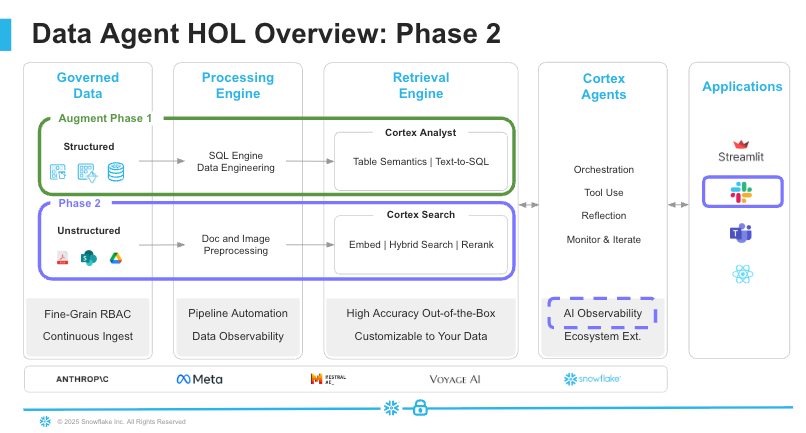 Data Agent HOL Overview: Phase 2
Governed
Data
Processing
Engine
Retrieval
Engine
Cortex
Agents
Applications
Augment Phase 1
Structured
SQL Engine
Data Engineering
Cortex Analyst
Table Semantics | Text-to-SQL
Phase 2
Unstructured
Doc and Image
Preprocessing
Cortex Search
Embed | Hybrid Search | Rerank
Orchestration
Tool Use
Reflection
Monitor & Iterate
Streamlit
Fine-Grain RBAC
Continuous Ingest
Pipeline Automation
Data Observability
High Accuracy Out-of-the-Box
Customizable to Your Data
AI Observability
Ecosystem Ext.
ANTHROP\C
Meta
MISTRAL
AI_
VOYAGE AI
snowflake
© 2025 Snowflake Inc. All Rights Reserved